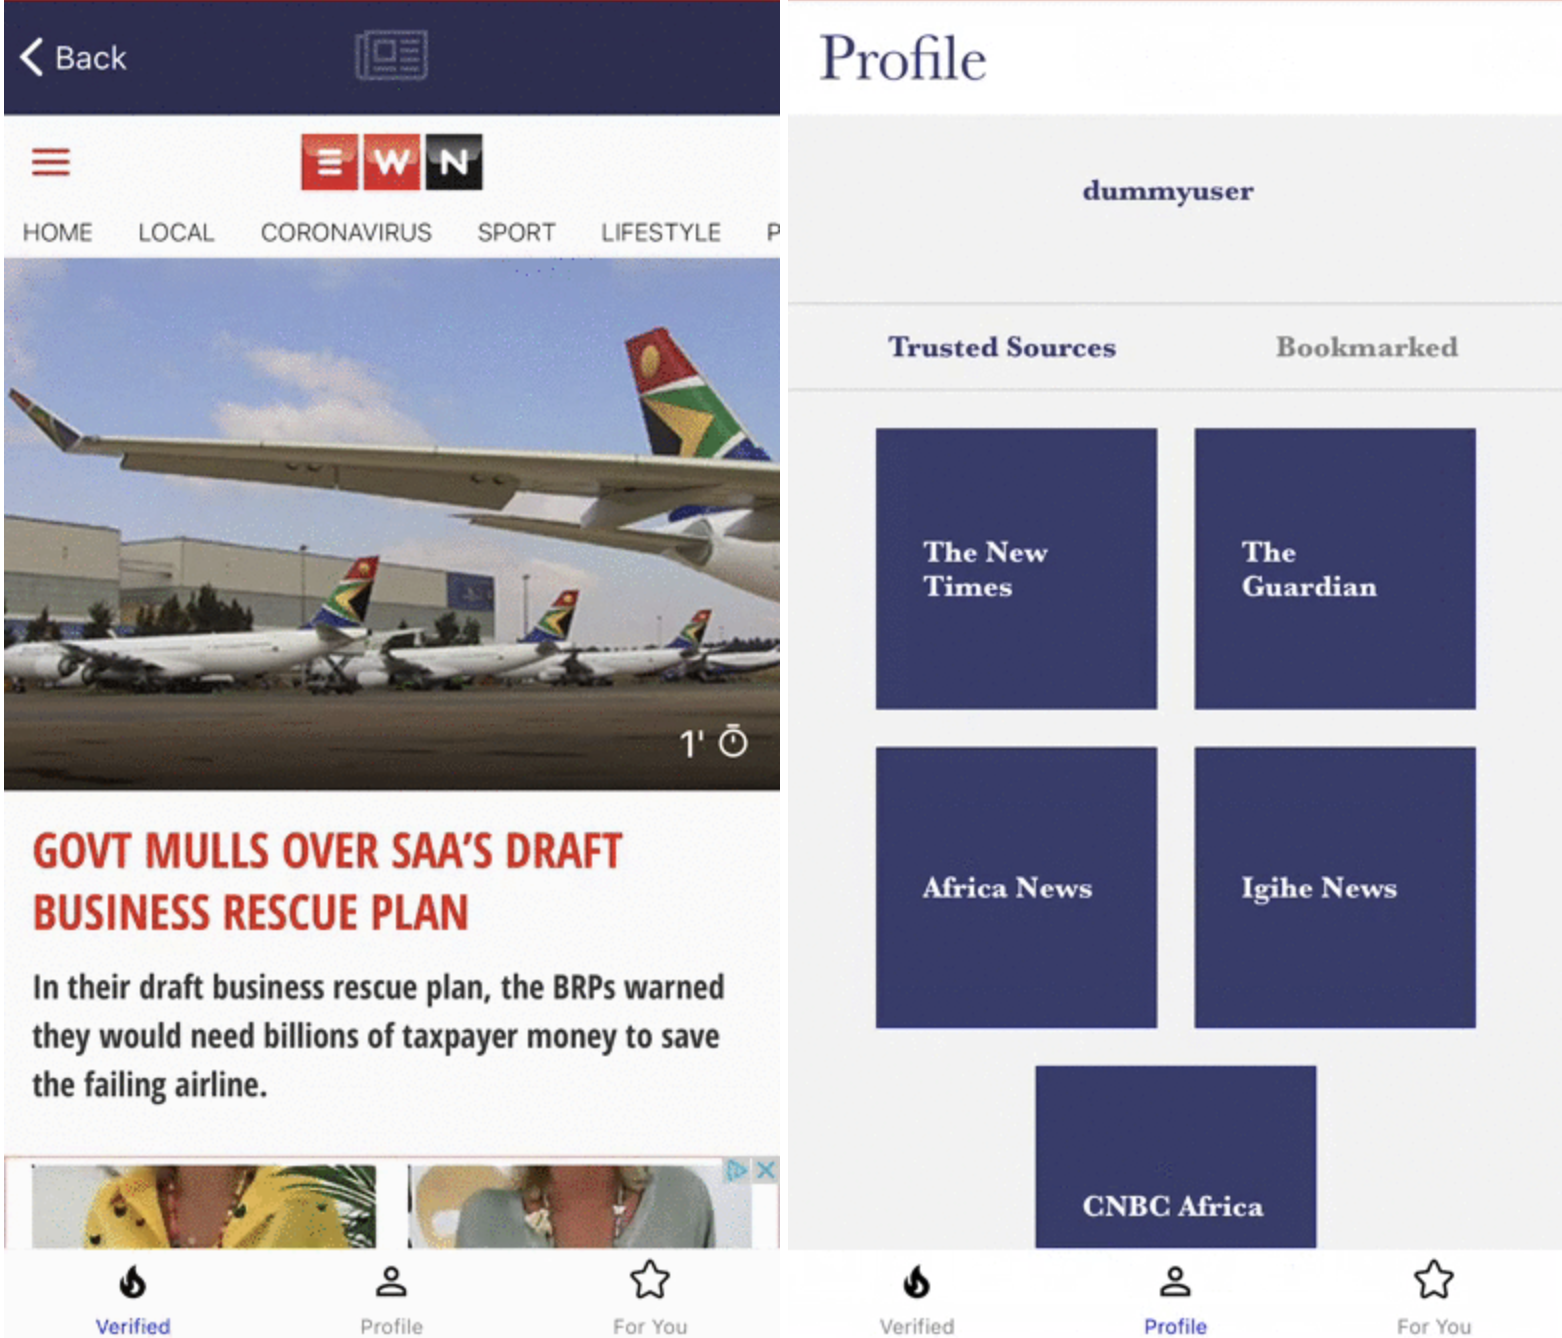 Back
EWN
HOME LOCAL CORONAVIRUS SPORT LIFESTYLE P
1'
GOVT MULLS OVER SAA'S DRAFT
BUSINESS RESCUE PLAN
In their draft business rescue plan, the BRPs warned
they would need billions of taxpayer money to save
the failing airline.
Verified Profile For You
Profile
dummyuser
Trusted Sources Bookmarked
The New
Times
The
Guardian
Africa News
Igihe News
CNBC Africa
Verified Profile For You